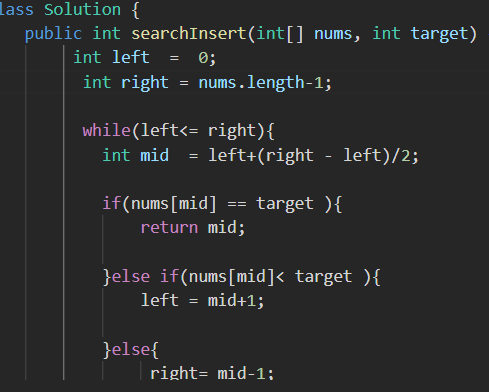 lass Solution {
public int searchInsert(int[] nums, int target)
int left  =  0;
int right = nums.length-1;
while(left<= right){
int mid  = left+(right - left)/2;
if(nums[mid] == target ){
return mid;
}else if(nums[mid]< target ){
left = mid+1;
}else{
right= mid-1;